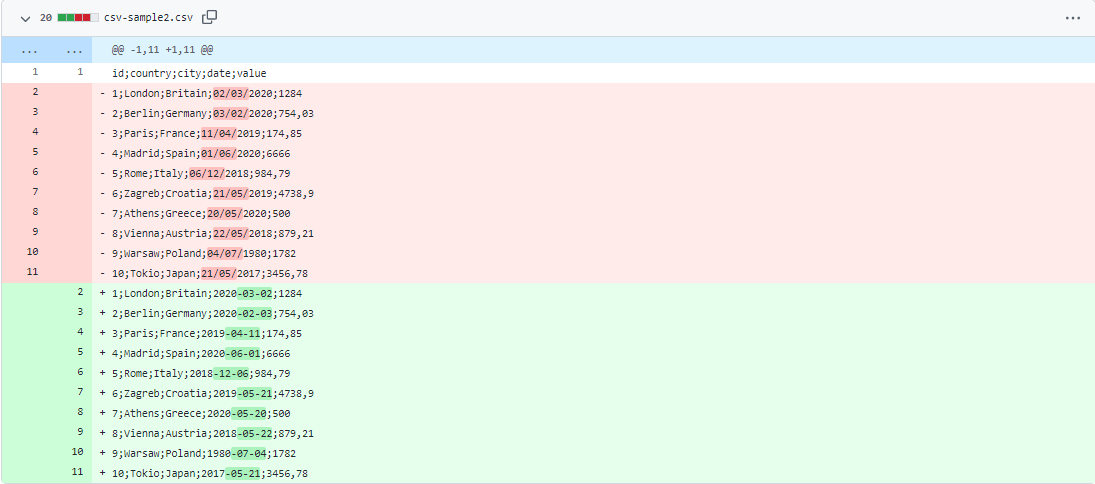 20 csv-sample2.csv
... ... @@ -1,11 +1,11 @@
1 1 id;country;city;date;value
2 - 1;London;Britain;02/03/2020;1284
3 - 2;Berlin;Germany;03/02/2020;754,03
4 - 3;Paris;France;11/04/2019;174,85
5 - 4;Madrid;Spain;01/06/2020;6666
6 - 5;Rome;Italy;06/12/2018;984,79
7 - 6;Zagreb;Croatia;21/05/2019;4738,9
8 - 7;Athens;Greece;20/05/2020;500
9 - 8;Vienna;Austria;22/05/2018;879,21
10 - 9;Warsaw;Poland;04/07/1980;1782
11 - 10;Tokio;Japan;21/05/2017;3456,78
2 + 1;London;Britain;2020-03-02;1284
3 + 2;Berlin;Germany;2020-02-03;754,03
4 + 3;Paris;France;2019-04-11;174,85
5 + 4;Madrid;Spain;2020-06-01;6666
6 + 5;Rome;Italy;2018-12-06;984,79
7 + 6;Zagreb;Croatia;2019-05-21;4738,9
8 + 7;Athens;Greece;2020-05-20;500
9 + 8;Vienna;Austria;2018-05-22;879,21
10 + 9;Warsaw;Poland;1980-07-04;1782
11 + 10;Tokio;Japan;2017-05-21;3456,78